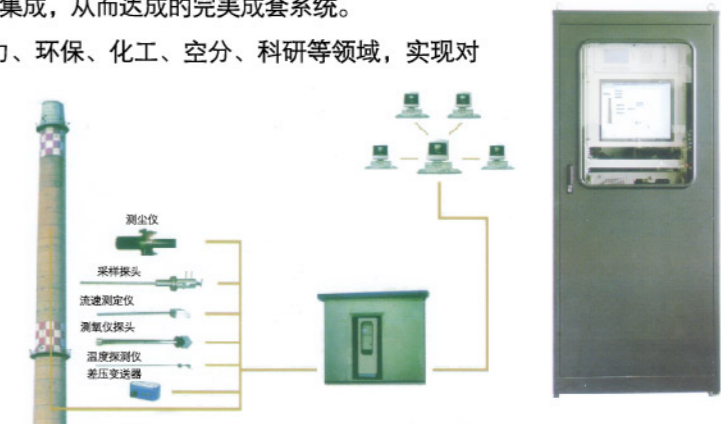 集成，从而达成的完美成套系统。
、环保、化工、空分、科研等领域，实现对
测尘仪
采样探头
流速测定仪
测氧仪探头
温度探测仪
差压变送器